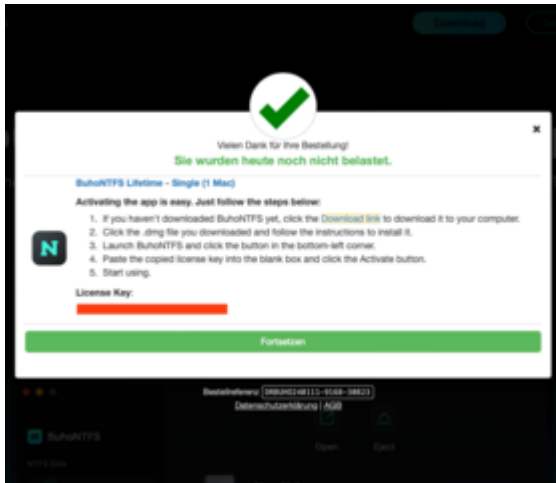 Download
Vielen Dank für Ihre Bestellung!
Sie wurden heute noch nicht belastet.
BuhoNTFS Lifetime - Single (1 Mac)
Activating the app is easy. Just follow the steps below:
1. If you haven't downloaded BuhoNTFS yet, click the Download link to download it to your computer.
2. Click the .dmg file you downloaded and follow the instructions to install it.
3. Launch BuhoNTFS and click the button in the bottom-left corner.
4. Paste the copied license key into the blank box and click the Activate button.
5. Start using.
License Key:
Fortsetzen
Bestellreferenz:
Datenschutzerklärung | AGB
BuhoNTFS
Open Eject
NTFS Disk